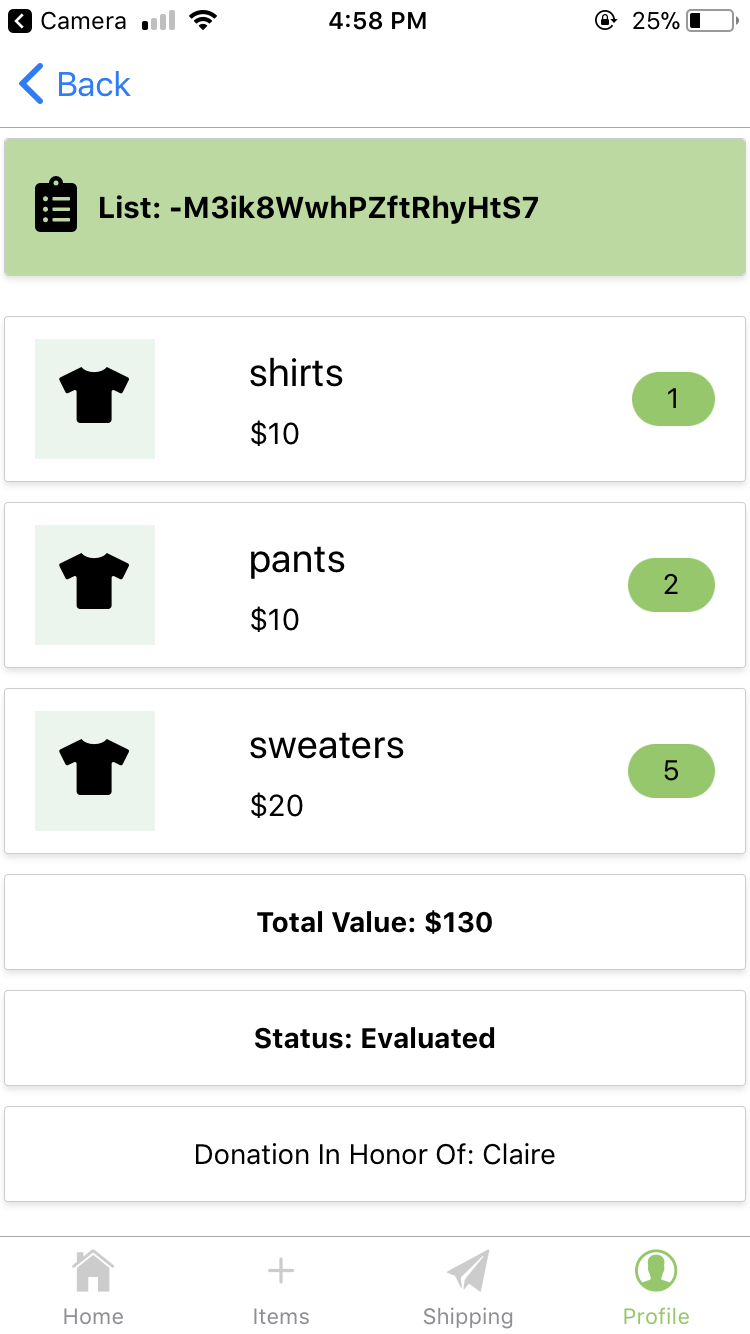 Camera 4:58 PM 25%
Back
List: -M3ik8WwhPZftRhyHtS7
shirts
1
$10
pants
2
$10
sweaters
5
$20
Total Value: $130
Status: Evaluated
Donation In Honor Of: Claire
Home Items Shipping Profile